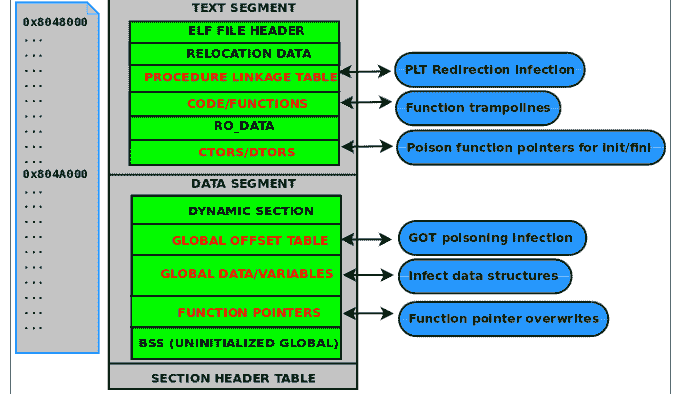 TEXT SEGMENT
0x8048000
...
...
...
...
...
...
...
...
...
0x804A000
...
...
...
...
...
...
...
...
...
...
ELF FILE HEADER
RELOCATION DATA
PROCEDURE LINKAGE TABLE
PLT Redirection infection
CODE/FUNCTIONS
Function trampolines
RO_DATA
CTORS/DTORS
Poison function pointers for init/fini
DATA SEGMENT
DYNAMIC SECTION
GLOBAL OFFSET TABLE
GOT poisoning infection
GLOBAL DATA/VARIABLES
Infect data structures
FUNCTION POINTERS
Function pointer overwrites
BSS (UNINITIALIZED GLOBAL)
SECTION HEADER TABLE